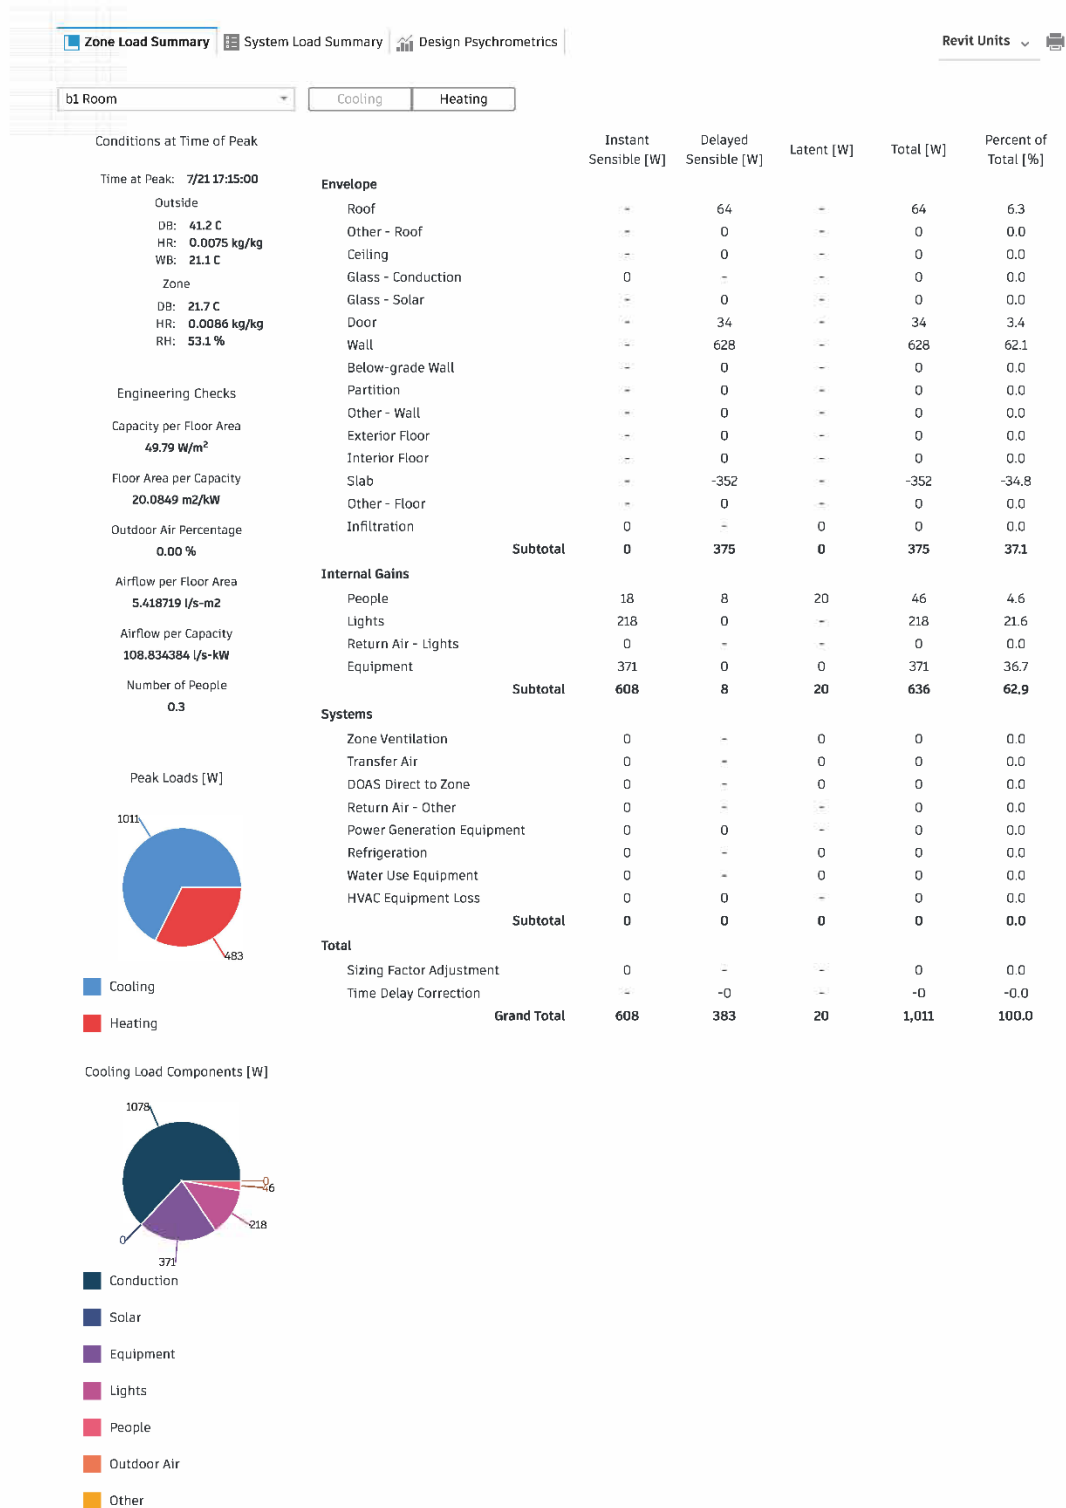 Zone Load Summary System Load Summary Design Psychrometrics Revit Units
b1 Room Cooling Heating
Conditions at Time of Peak
Time at Peak: 7/21 17:15:00
Outside
DB: 41.2 C
HR: 0.0075 kg/kg
WB: 21.1 C
Zone
DB: 21.7 C
HR: 0.0086 kg/kg
RH: 53.1 %
Engineering Checks
Capacity per Floor Area
49.79 W/m²
Floor Area per Capacity
20.0849 m2/kW
Outdoor Air Percentage
0.00 %
Airflow per Floor Area
5.418719 l/s-m2
Airflow per Capacity
108.834384 l/s-kW
Number of People
0.3
Peak Loads [W]
1011
483
Cooling
Heating
Cooling Load Components [W]
1078
0
46
218
0
371
Conduction
Solar
Equipment
Lights
People
Outdoor Air
Other
Instant Sensible [W] Delayed Sensible [W] Latent [W] Total [W] Percent of Total [%]
Envelope
Roof - 64 - 64 6.3
Other - Roof - 0 - 0 0.0
Ceiling - 0 - 0 0.0
Glass - Conduction 0 - - 0 0.0
Glass - Solar - 0 - 0 0.0
Door - 34 - 34 3.4
Wall - 628 - 628 62.1
Below-grade Wall - 0 - 0 0.0
Partition - 0 - 0 0.0
Other - Wall - 0 - 0 0.0
Exterior Floor - 0 - 0 0.0
Interior Floor - 0 - 0 0.0
Slab - -352 - -352 -34.8
Other - Floor - 0 - 0 0.0
Infiltration 0 - 0 0 0.0
Subtotal 0 375 0 375 37.1
Internal Gains
People 18 8 20 46 4.6
Lights 218 0 - 218 21.6
Return Air - Lights 0 - - 0 0.0
Equipment 371 0 0 371 36.7
Subtotal 608 8 20 636 62.9
Systems
Zone Ventilation 0 - 0 0 0.0
Transfer Air 0 - 0 0 0.0
DOAS Direct to Zone 0 - 0 0 0.0
Return Air - Other 0 - - 0 0.0
Power Generation Equipment 0 0 - 0 0.0
Refrigeration 0 - 0 0 0.0
Water Use Equipment 0 - 0 0 0.0
HVAC Equipment Loss 0 0 - 0 0.0
Subtotal 0 0 0 0 0.0
Total
Sizing Factor Adjustment 0 - - 0 0.0
Time Delay Correction - -0 - -0 -0.0
Grand Total 608 383 20 1,011 100.0